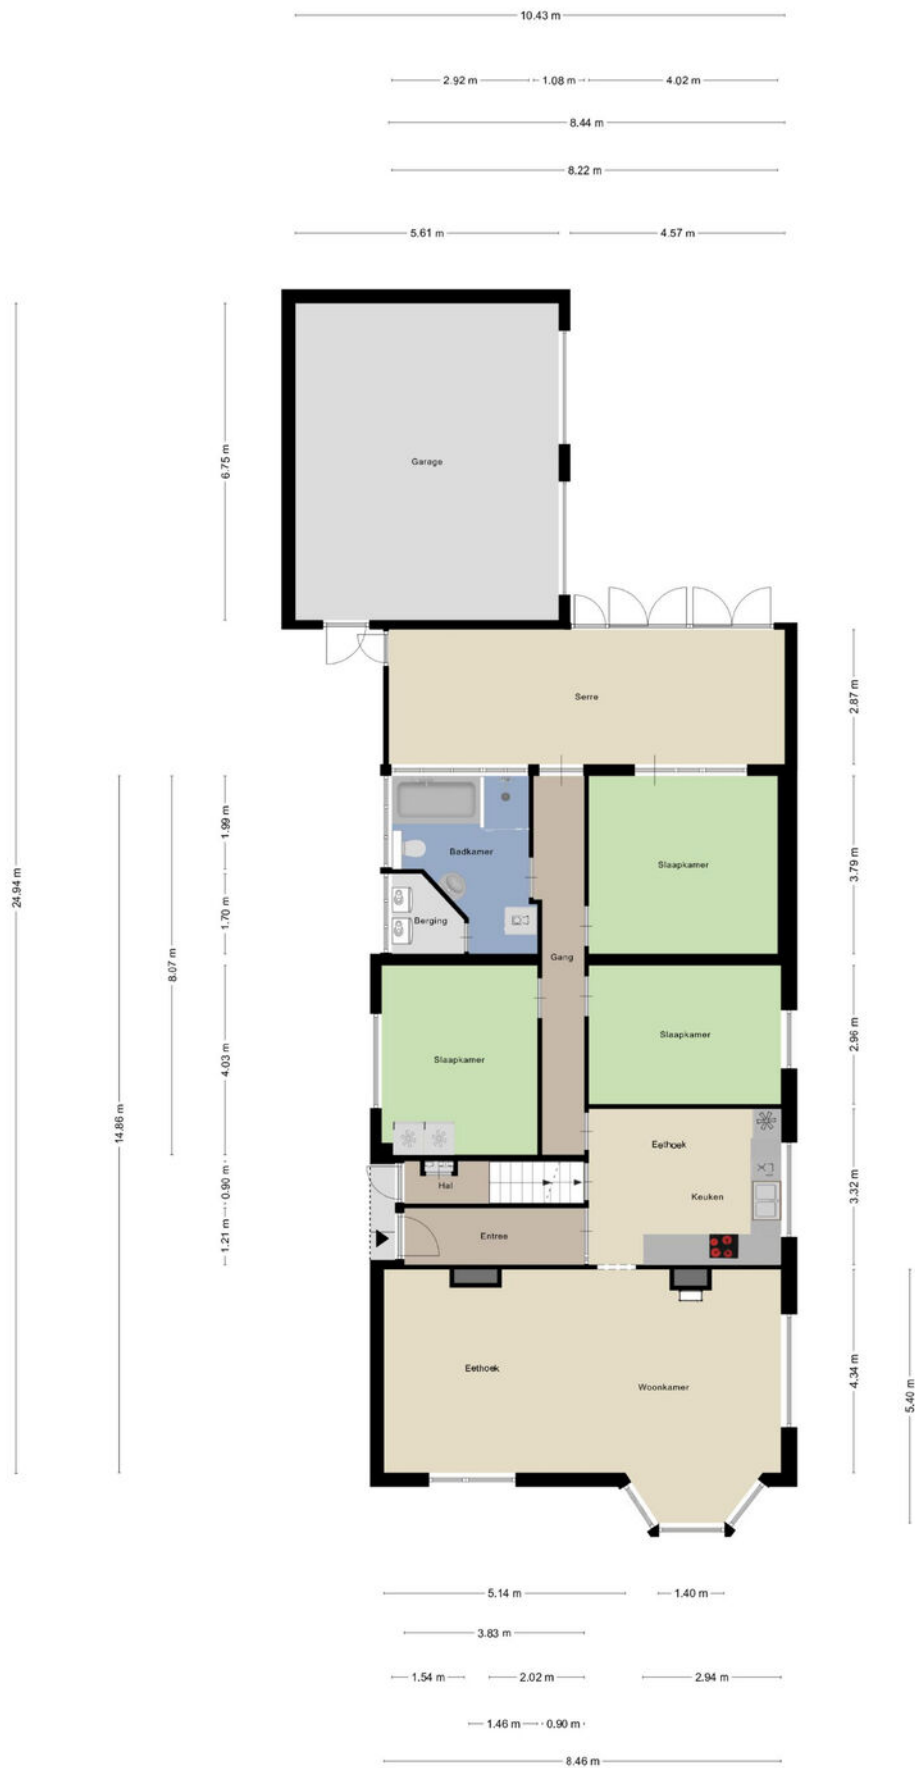 10.43 m
2.92 m
1.08 m
4.02 m
8.44 m
8.22 m
5.61 m
4.57 m
6.75 m
Garage
2.87 m
Serre
24.94 m
14.86 m
8.07 m
1.99 m
1.70 m
4.03 m
0.90 m
1.21 m
Badkamer
Berging
Gang
Slaapkamer
Slaapkamer
Slaapkamer
3.79 m
2.96 m
Eethoek
Keuken
3.32 m
Hal
Entree
Eethoek
Woonkamer
4.34 m
5.40 m
5.14 m
1.40 m
3.83 m
1.54 m
2.02 m
2.94 m
1.46 m
0.90 m
8.46 m